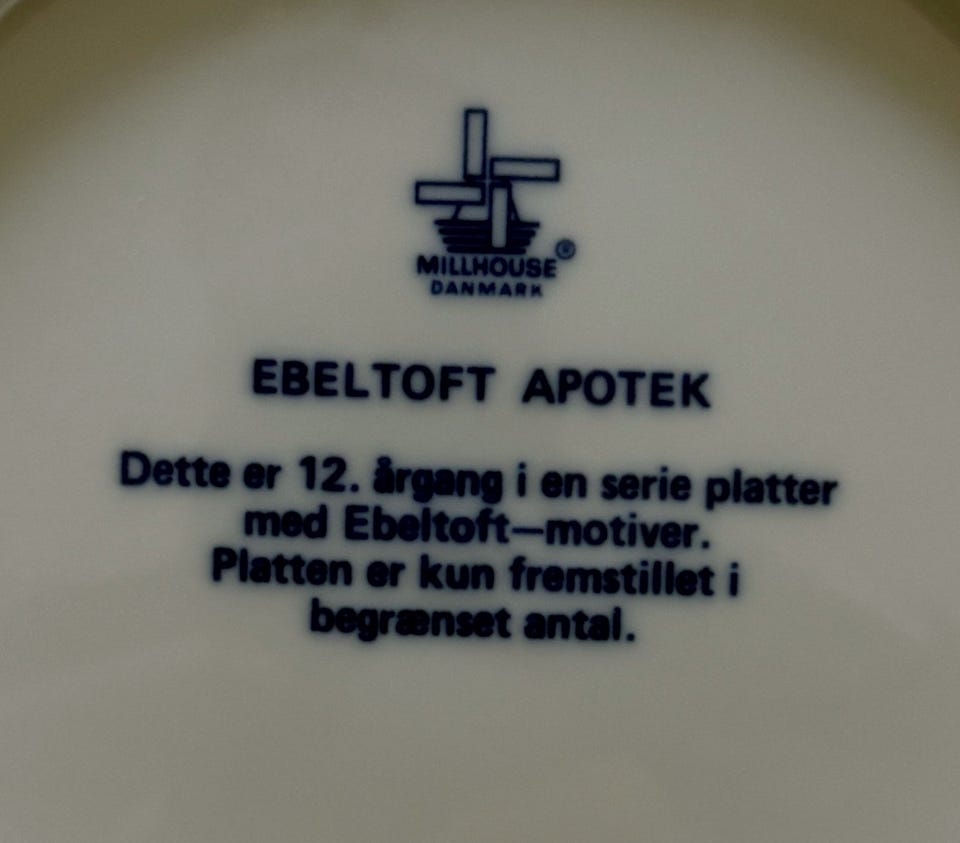 MILLHOUSE®
DANMARK
EBELTOFT APOTEK
Dette er 12. årgang i en serie platter
med Ebeltoft–motiver.
Platten er kun fremstillet i
begrænset antal.